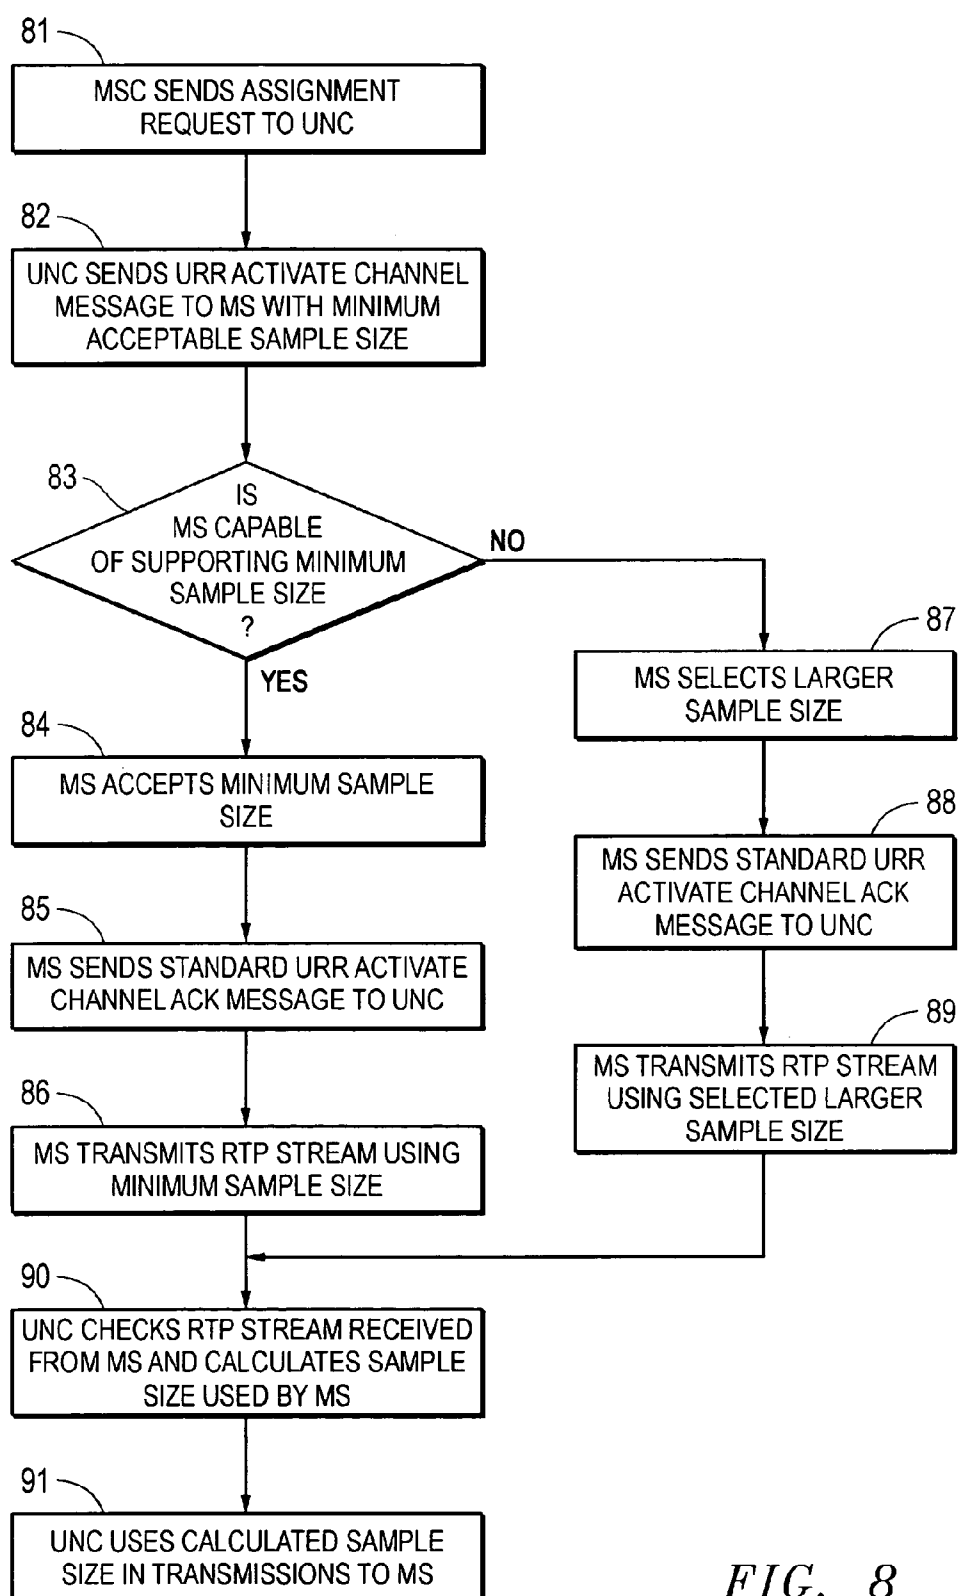 81
MSC SENDS ASSIGNMENT
REQUEST TO UNC
82
UNC SENDS URR ACTIVATE CHANNEL
MESSAGE TO MS WITH MINIMUM
ACCEPTABLE SAMPLE SIZE
83
IS
MS CAPABLE
OF SUPPORTING MINIMUM
SAMPLE SIZE
?
NO
YES
87
MS SELECTS LARGER
SAMPLE SIZE
84
MS ACCEPTS MINIMUM SAMPLE
SIZE
88
MS SENDS STANDARD URR
ACTIVATE CHANNEL ACK
MESSAGE TO UNC
85
MS SENDS STANDARD URR ACTIVATE
CHANNEL ACK MESSAGE TO UNC
89
MS TRANSMITS RTP STREAM
USING SELECTED LARGER
SAMPLE SIZE
86
MS TRANSMITS RTP STREAM USING
MINIMUM SAMPLE SIZE
90
UNC CHECKS RTP STREAM RECEIVED
FROM MS AND CALCULATES SAMPLE
SIZE USED BY MS
91
UNC USES CALCULATED SAMPLE
SIZE IN TRANSMISSIONS TO MS
FIG. 8